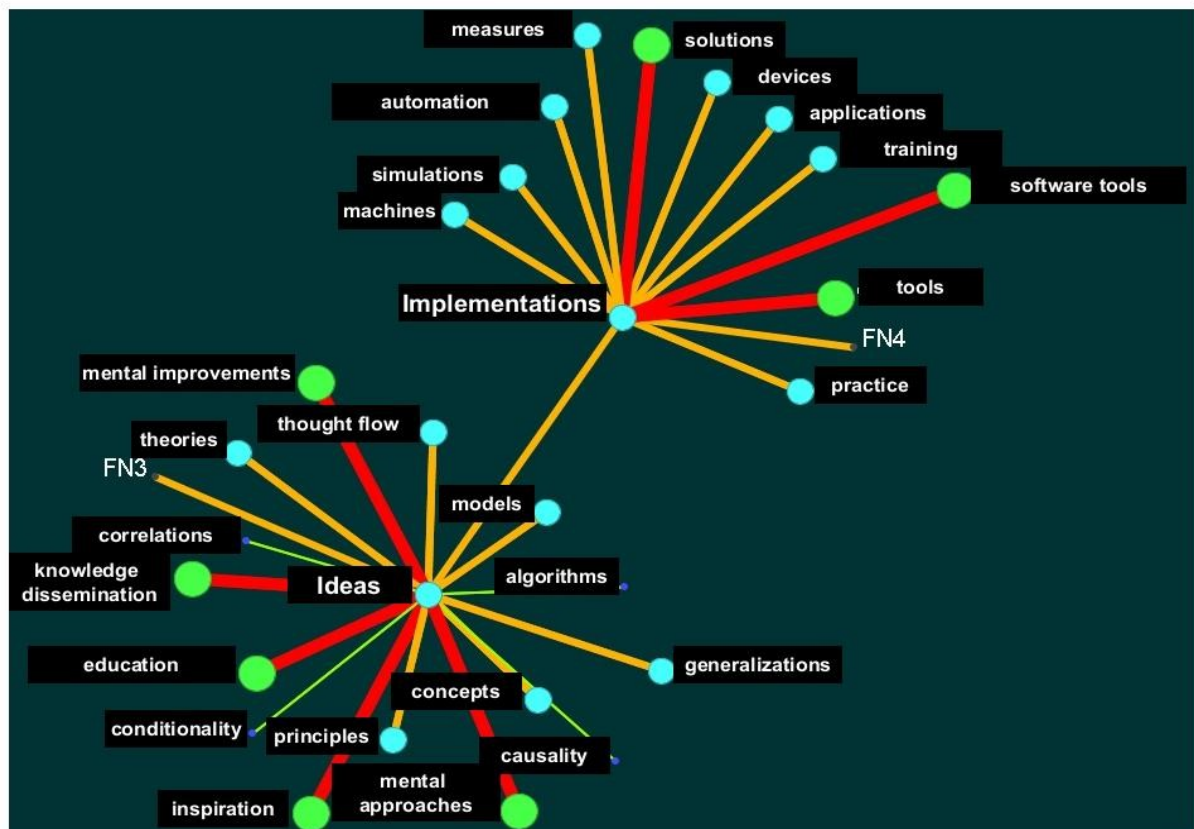 measures
solutions
devices
automation
applications
training
simulations
software tools
machines
tools
Implementations
FN4
mental improvements
practice
thought flow
theories
FN3
models
correlations
knowledge
dissemination
Ideas
algorithms
education
generalizations
concepts
conditionality
principles
causality
mental
approaches
inspiration